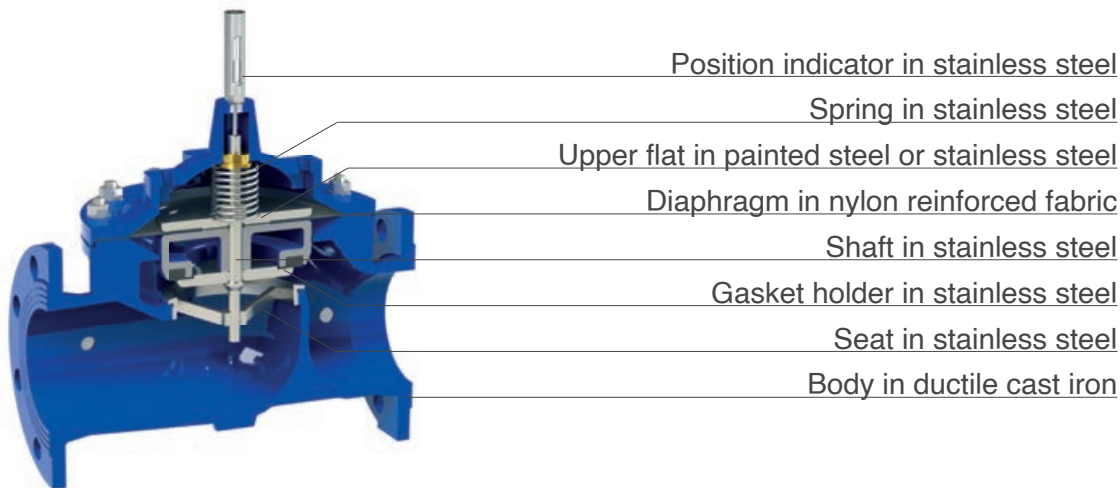 Position indicator in stainless steel
Spring in stainless steel
Upper flat in painted steel or stainless steel
Diaphragm in nylon reinforced fabric
Shaft in stainless steel
Gasket holder in stainless steel
Seat in stainless steel
Body in ductile cast iron